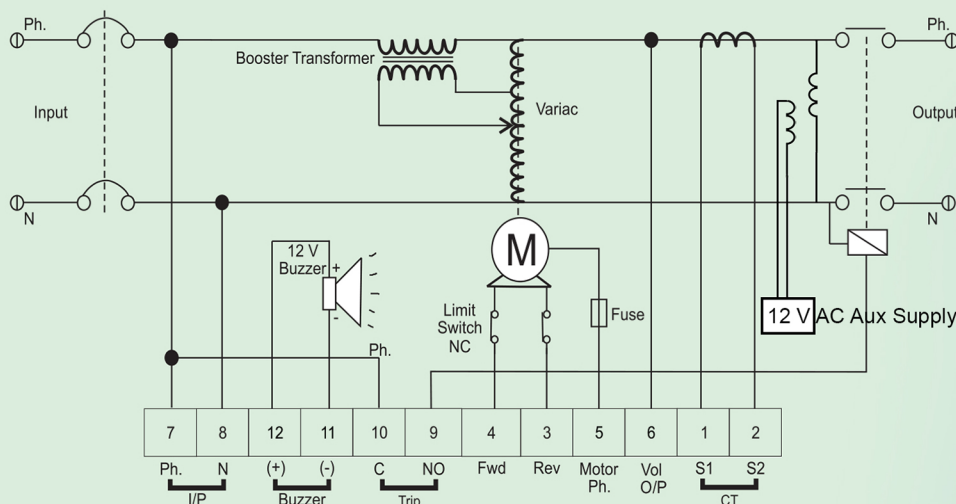 Ph.
Ph.
Booster Transformer
Input
Variac
Output
N
N
12 V
Buzzer +
-
M
Limit
Switch
NC
Fuse
12 V AC Aux Supply
Ph.
7 8 12 11 10 9 4 3 5 6 1 2
Ph. N (+) (-) C NO Fwd Rev Motor Ph. Vol O/P S1 S2
I/P Buzzer Trip CT